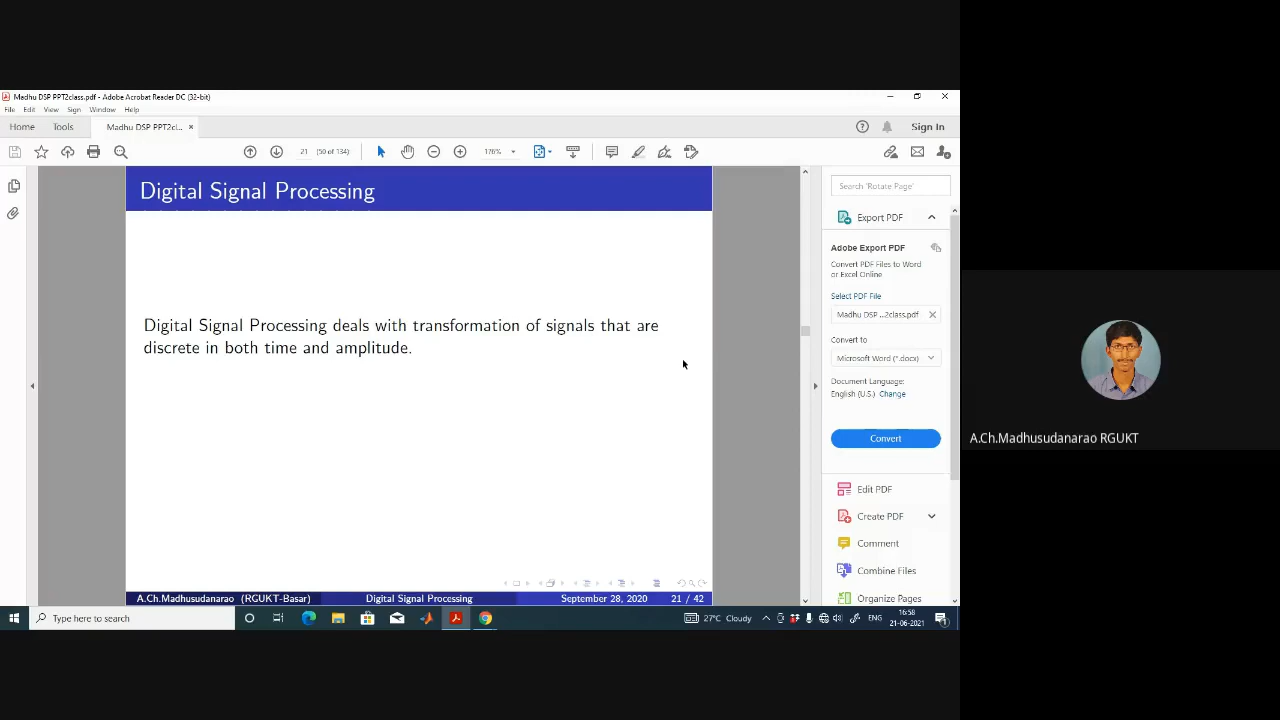 Madhu DSP PPT2class.pdf - Adobe Acrobat Reader DC (32-bit)
File Edit View Sign Window Help
Home Tools Madhu DSP PPT2cl... × Sign In
21 (50 of 134) 176%
Digital Signal Processing
Digital Signal Processing deals with transformation of signals that are
discrete in both time and amplitude.
A.Ch.Madhusudanarao (RGUKT-Basar) Digital Signal Processing September 28, 2020 21 / 42
Search 'Rotate Page'
Export PDF
Adobe Export PDF
Convert PDF Files to Word
or Excel Online
Select PDF File
Madhu DSP ...2class.pdf
Convert to
Microsoft Word (*.docx)
Document Language:
English (U.S.) Change
Convert
Edit PDF
Create PDF
Comment
Combine Files
Organize Pages
A.Ch.Madhusudanarao RGUKT
Type here to search 27°C Cloudy ENG 16:58
21-06-2021